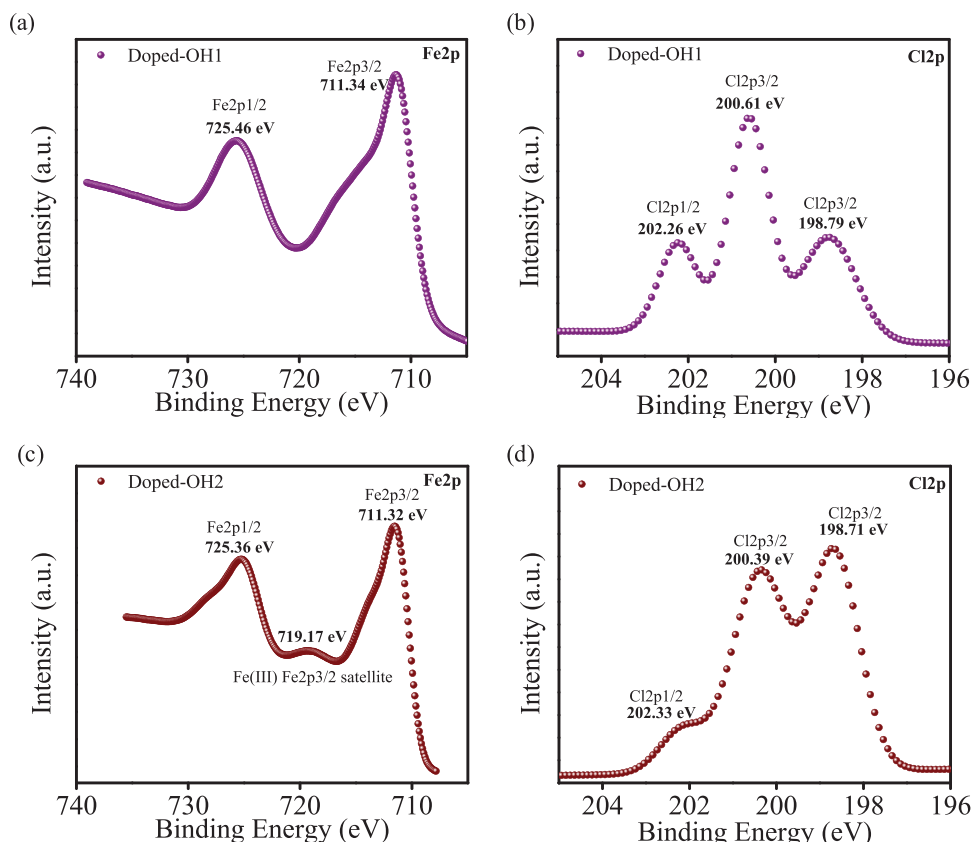 (a)
Doped-OH1
Fe2p
Fe2p3/2
711.34 eV
Fe2p1/2
725.46 eV
Intensity (a.u.)
740 730 720 710
Binding Energy (eV)
(b)
Doped-OH1
Cl2p
Cl2p3/2
200.61 eV
Cl2p1/2
202.26 eV
Cl2p3/2
198.79 eV
Intensity (a.u.)
204 202 200 198 196
Binding Energy (eV)
(c)
Doped-OH2
Fe2p
Fe2p3/2
711.32 eV
Fe2p1/2
725.36 eV
719.17 eV
Fe(III) Fe2p3/2 satellite
Intensity (a.u.)
740 730 720 710
Binding Energy (eV)
(d)
Doped-OH2
Cl2p
Cl2p3/2
198.71 eV
Cl2p3/2
200.39 eV
Cl2p1/2
202.33 eV
Intensity (a.u.)
204 202 200 198 196
Binding Energy (eV)